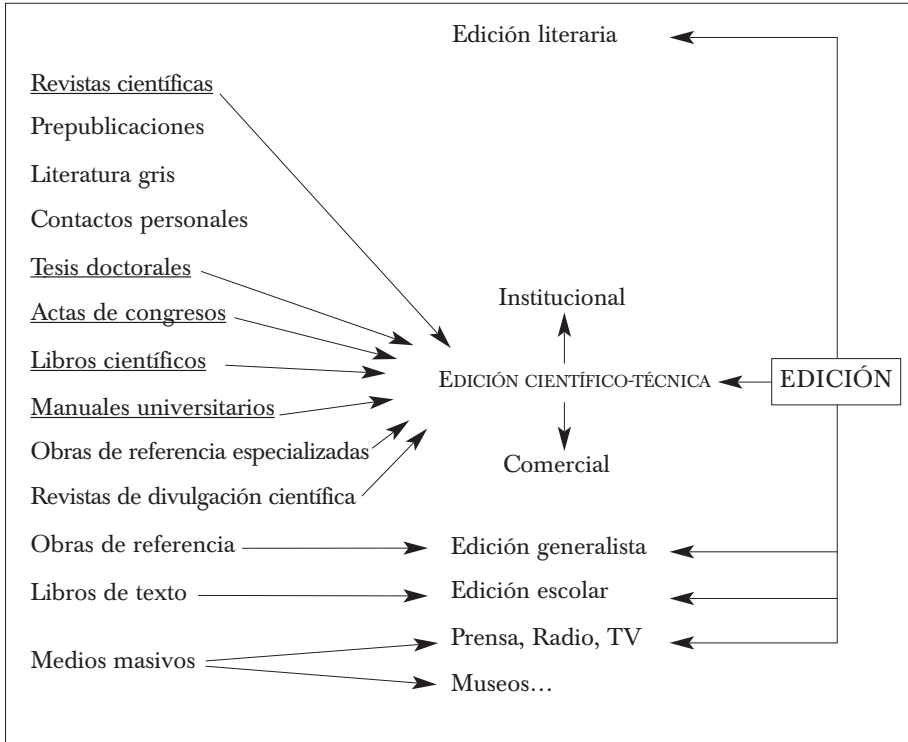 Edición literaria
Revistas científicas
Prepublicaciones
Literatura gris
Contactos personales
Tesis doctorales
Actas de congresos
Libros científicos
Manuales universitarios
Obras de referencia especializadas
Revistas de divulgación científica
Obras de referencia
Libros de texto
Medios masivos
Institucional
EDICIÓN CIENTÍFICO-TÉCNICA
Comercial
Edición generalista
Edición escolar
Prensa, Radio, TV
Museos…
EDICIÓN